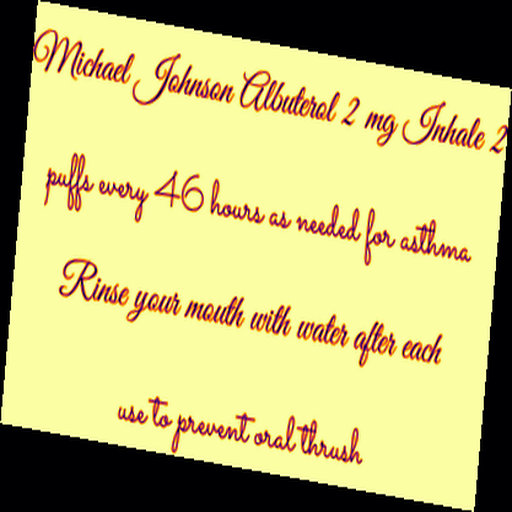 Michael Johnson Albuterol 2 mg Inhale 2
puffs every 46 hours as needed for asthma
Rinse your mouth with water after each
use to prevent oral thrush